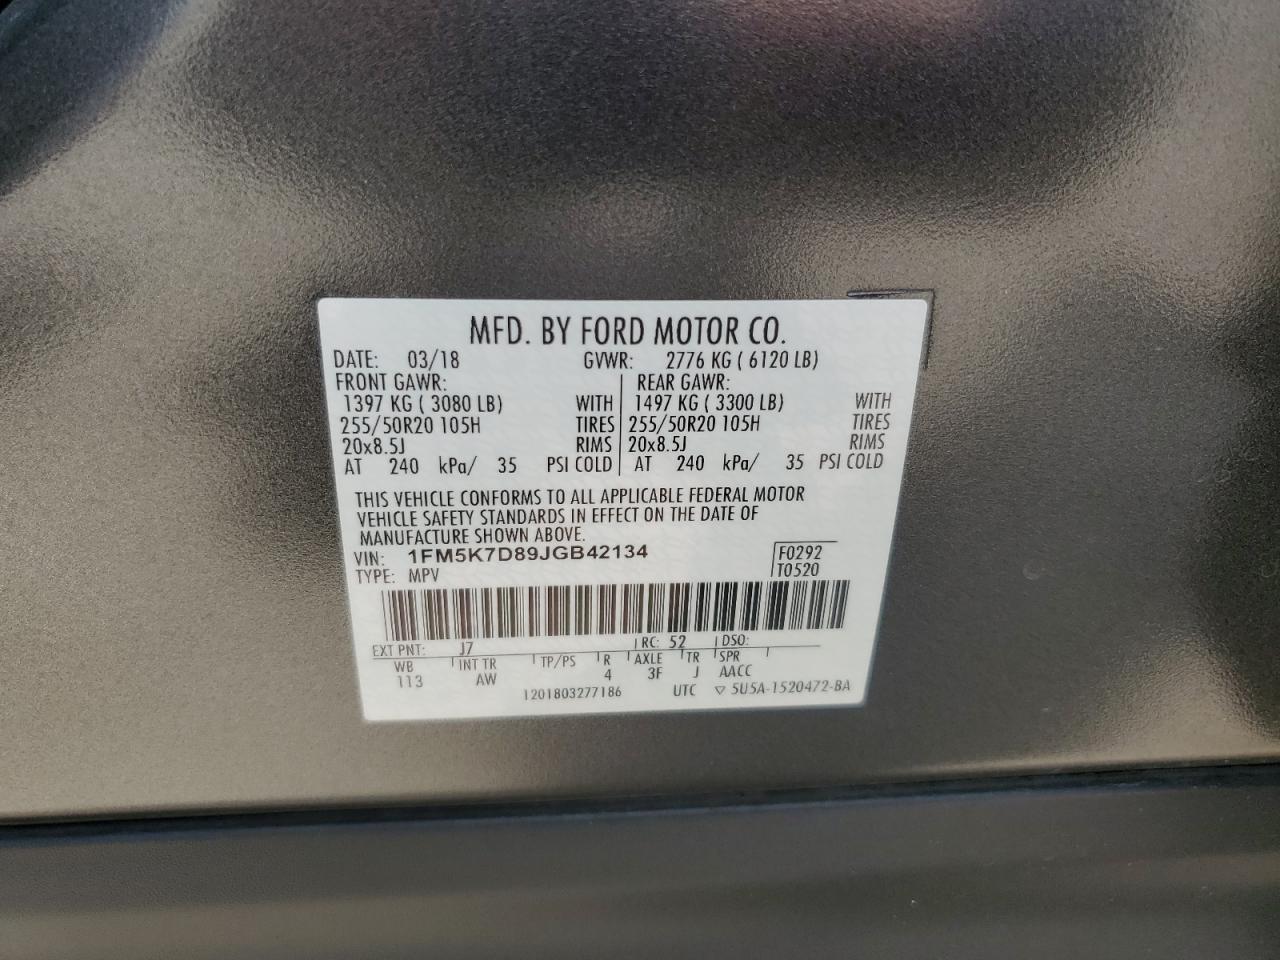 MFD. BY FORD MOTOR CO.
DATE: 03/18 GVWR: 2776 KG ( 6120 LB)
FRONT GAWR: REAR GAWR:
1397 KG ( 3080 LB) WITH 1497 KG ( 3300 LB) WITH
255/50R20 105H TIRES 255/50R20 105H TIRES
20x8.5J RIMS 20x8.5J RIMS
AT 240 kPa/ 35 PSI COLD AT 240 kPa/ 35 PSI COLD
THIS VEHICLE CONFORMS TO ALL APPLICABLE FEDERAL MOTOR
VEHICLE SAFETY STANDARDS IN EFFECT ON THE DATE OF
MANUFACTURE SHOWN ABOVE.
VIN: 1FM5K7D89JGB42134 F0292
TYPE: MPV T0520
EXT PNT: J7 RC: 52 DSO:
WB INT TR TP/PS R AXLE TR SPR
113 AW 4 3F J AACC
1201803277186 UTC ▽ 5U5A-1520472-BA